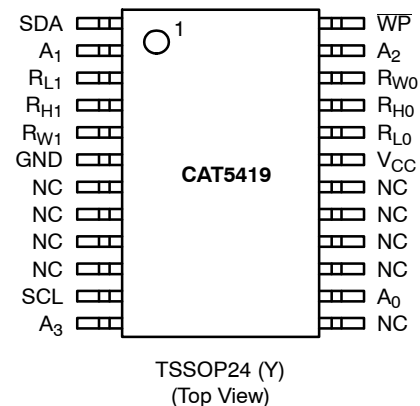 SDA 1 W̅P̅
A1 A2
RL1 RW0
RH1 RH0
RW1 RL0
GND VCC
NC CAT5419 NC
NC NC
NC NC
NC NC
SCL A0
A3 NC
TSSOP24 (Y)
(Top View)